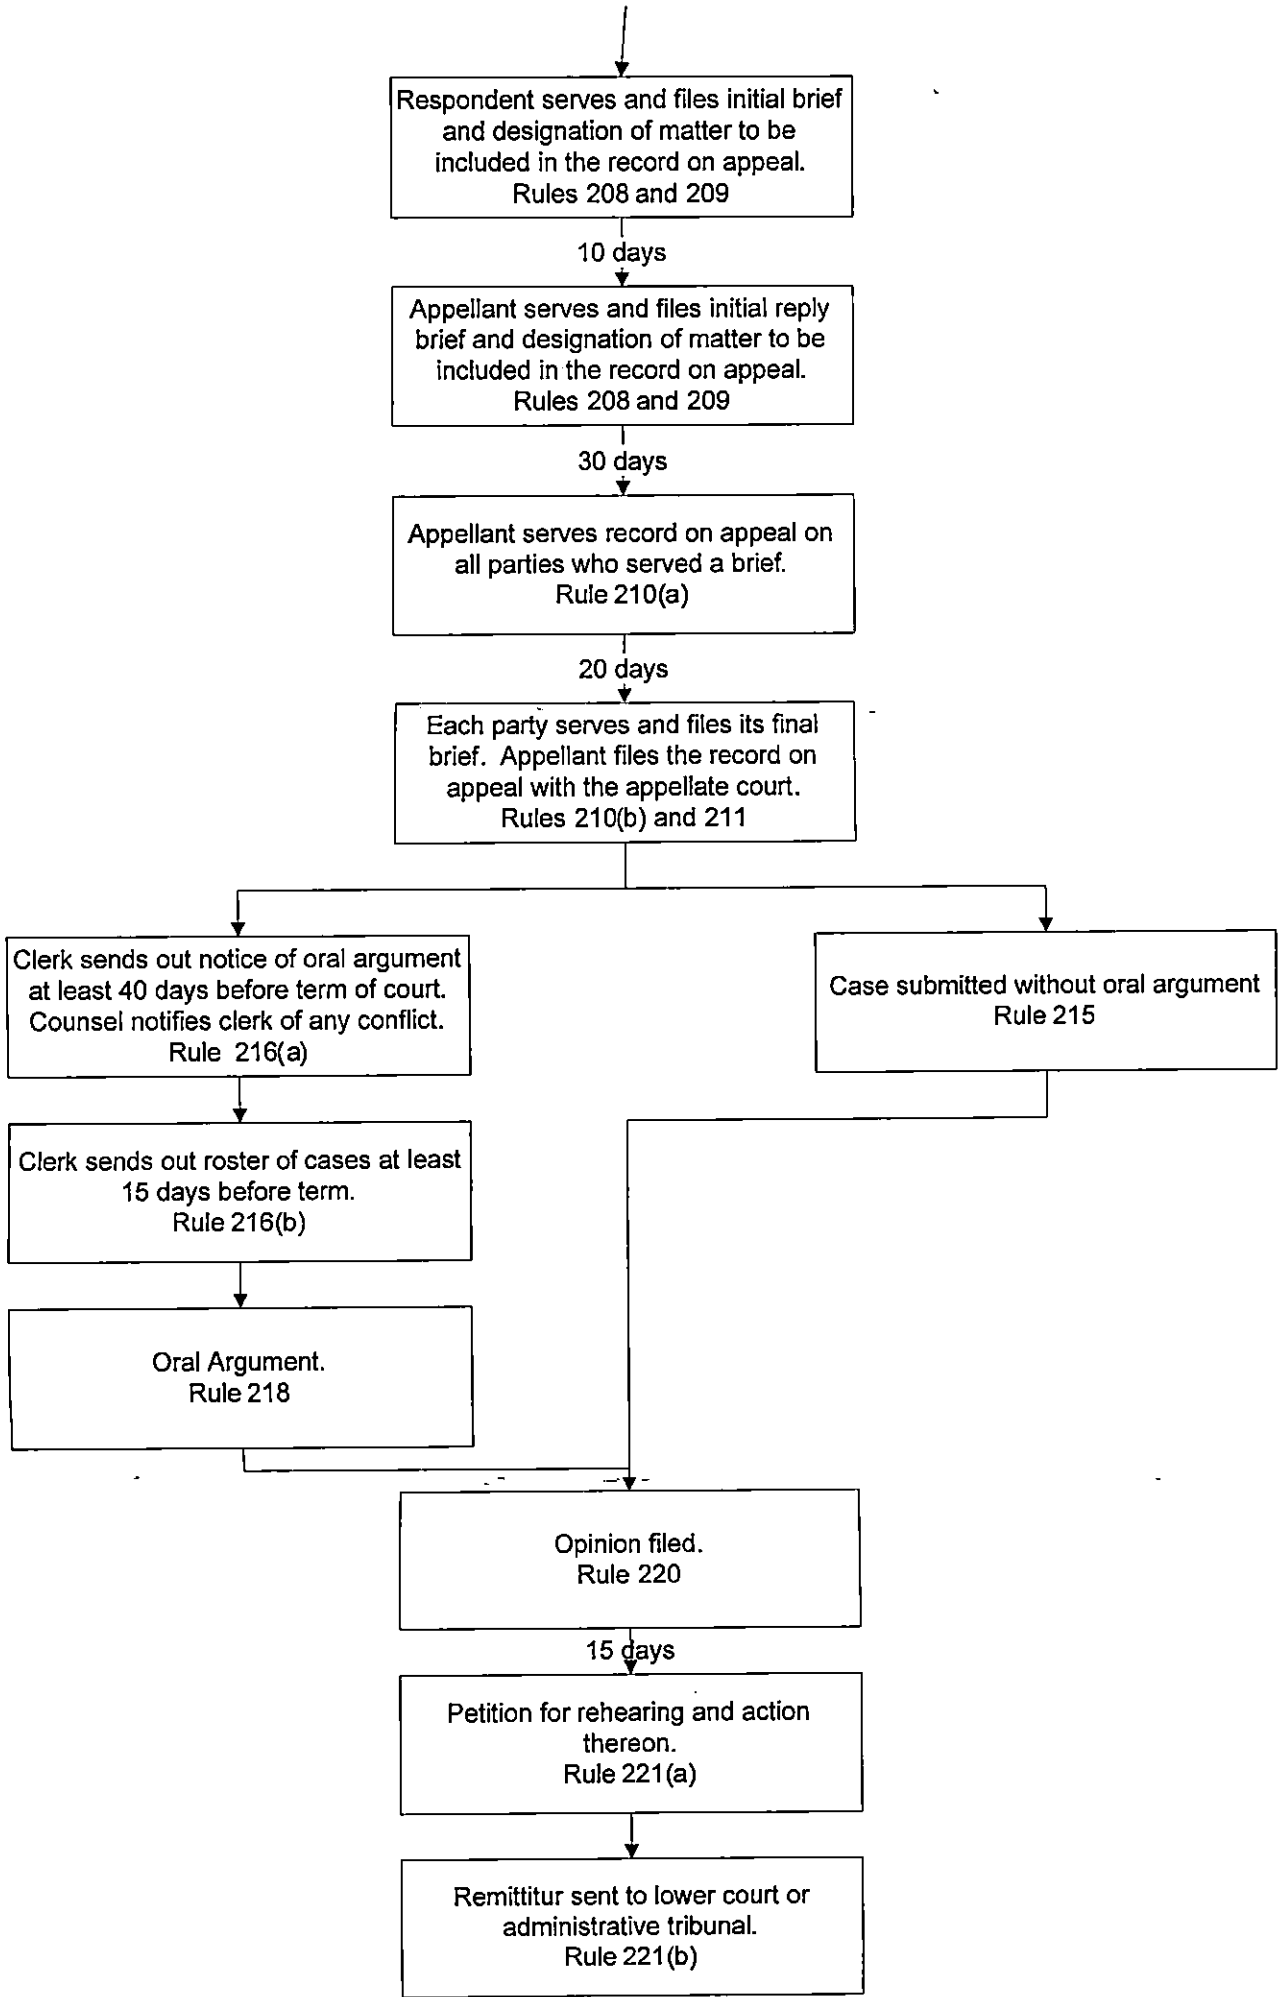 Respondent serves and files initial brief
and designation of matter to be
included in the record on appeal.
Rules 208 and 209
10 days
Appellant serves and files initial reply
brief and designation of matter to be
included in the record on appeal.
Rules 208 and 209
30 days
Appellant serves record on appeal on
all parties who served a brief.
Rule 210(a)
20 days
Each party serves and files its final
brief. Appellant files the record on
appeal with the appellate court.
Rules 210(b) and 211
Clerk sends out notice of oral argument
at least 40 days before term of court.
Counsel notifies clerk of any conflict.
Rule 216(a)
Case submitted without oral argument
Rule 215
Clerk sends out roster of cases at least
15 days before term.
Rule 216(b)
Oral Argument.
Rule 218
Opinion filed.
Rule 220
15 days
Petition for rehearing and action
thereon.
Rule 221(a)
Remittitur sent to lower court or
administrative tribunal.
Rule 221(b)